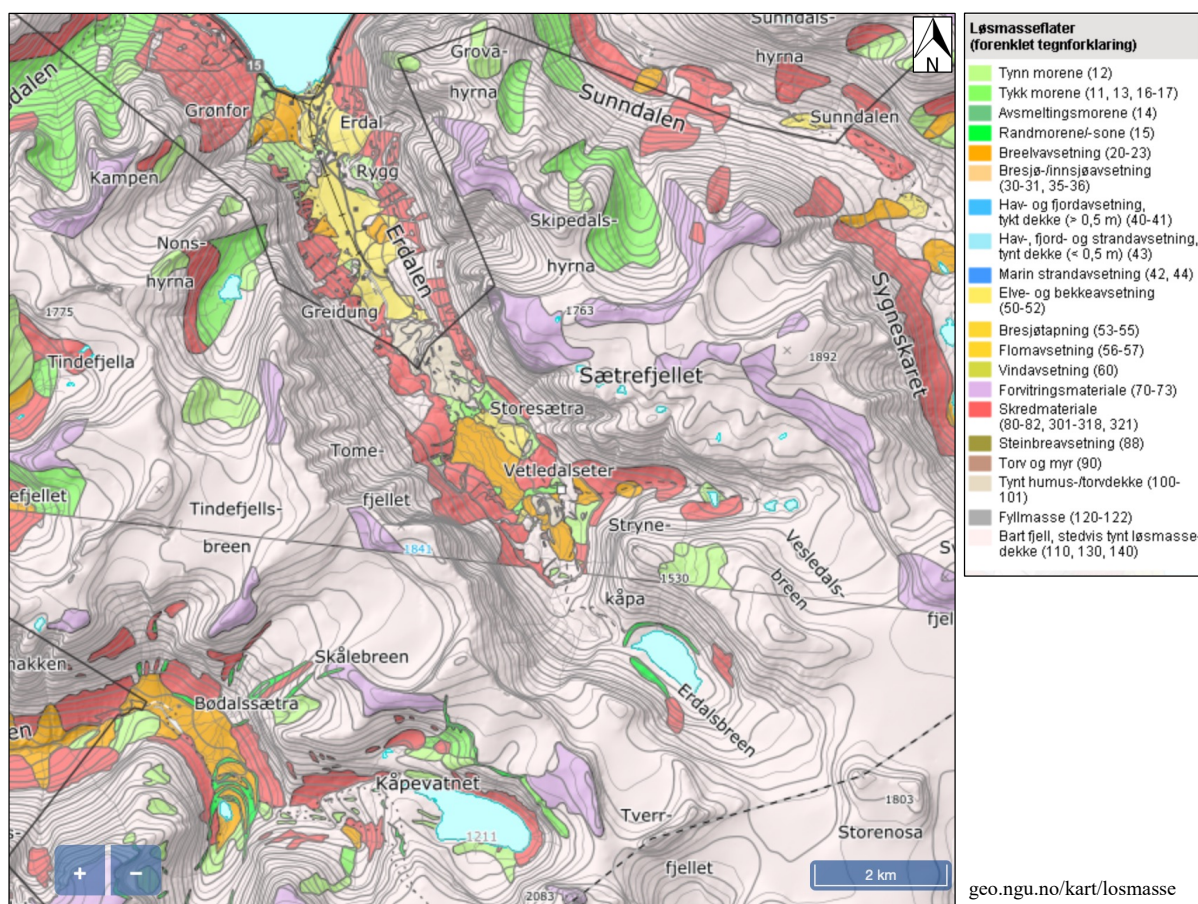 Sunndals-
hyrna
Grova-
hyrna
N
15
dalen
Grønfor
Erdal
Sunndalen
Sunndalen
Kampen
Rygg
Nons-
hyrna
Skipedals-
hyrna
Erdalen
Greidung
Sygneskaret
1775
Tindefjella
1763
1892
Sætrefjellet
Storesætra
Tome-
fjellet
Vetledalseter
efjellet
Tindefjells-
breen
Stryne-
kåpa
Vesledals-
breen
1841
1530
Sv
fjel
nakken
Skålebreen
Bødalssætra
en
Erdalsbreen
Kåpevatnet
1211
Tverr-
fjellet
1803
Storenosa
s-
2083
+ −
2 km
Løsmasseflater
(forenklet tegnforklaring)
Tynn morene (12)
Tykk morene (11, 13, 16-17)
Avsmeltingsmorene (14)
Randmorene/-sone (15)
Breelvavsetning (20-23)
Bresjø-/innsjøavsetning
(30-31, 35-36)
Hav- og fjordavsetning,
tykt dekke (> 0,5 m) (40-41)
Hav-, fjord- og strandavsetning,
tynt dekke (< 0,5 m) (43)
Marin strandavsetning (42, 44)
Elve- og bekkeavsetning
(50-52)
Bresjøtapning (53-55)
Flomavsetning (56-57)
Vindavsetning (60)
Forvitringsmateriale (70-73)
Skredmateriale
(80-82, 301-318, 321)
Steinbreavsetning (88)
Torv og myr (90)
Tynt humus-/torvdekke (100-
101)
Fyllmasse (120-122)
Bart fjell, stedvis tynt løsmasse-
dekke (110, 130, 140)
geo.ngu.no/kart/losmasse